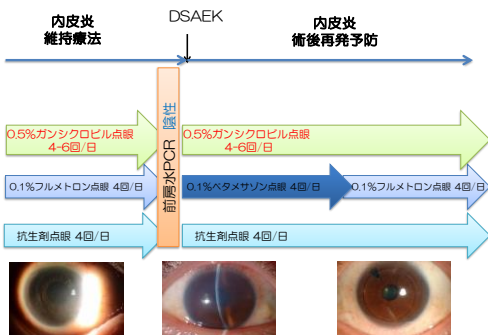 内皮炎
維持療法
DSAEK
内皮炎
術後再発予防
前房水PCR 陰性
0.5%ガンシクロビル点眼
4-6回/日
0.5%ガンシクロビル点眼
4-6回/日
0.1%フルメトロン点眼 4回/日
0.1%ベタメサゾン点眼 4回/日
0.1%フルメトロン点眼 4回/日
抗生剤点眼 4回/日
抗生剤点眼 4回/日